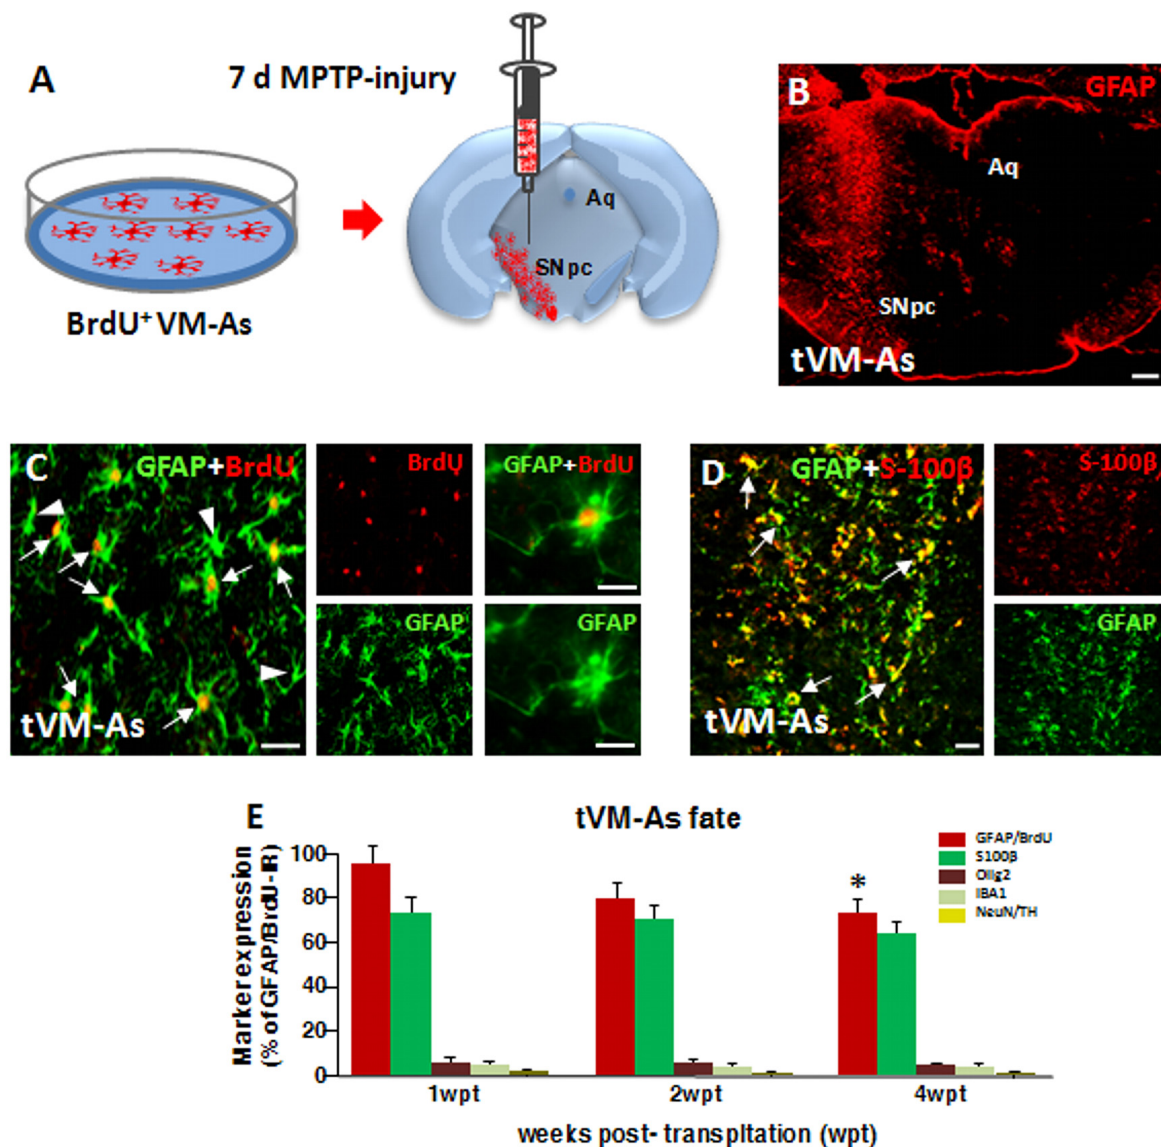 A
7 d MPTP-injury
Aq
SNpc
BrdU⁺ VM-As
B
GFAP
Aq
SNpc
tVM-As
C
GFAP+BrdU
tVM-As
BrdU
GFAP
GFAP+BrdU
GFAP
D
GFAP+S-100β
tVM-As
S-100β
GFAP
E
tVM-As fate
Marker expression
(% of GFAP/BrdU-IR)
100
80
60
40
20
0
*
GFAP/BrdU
S100β
Olig2
IBA1
NeuN/TH
1wpt
2wpt
4wpt
weeks post- transpltation (wpt)